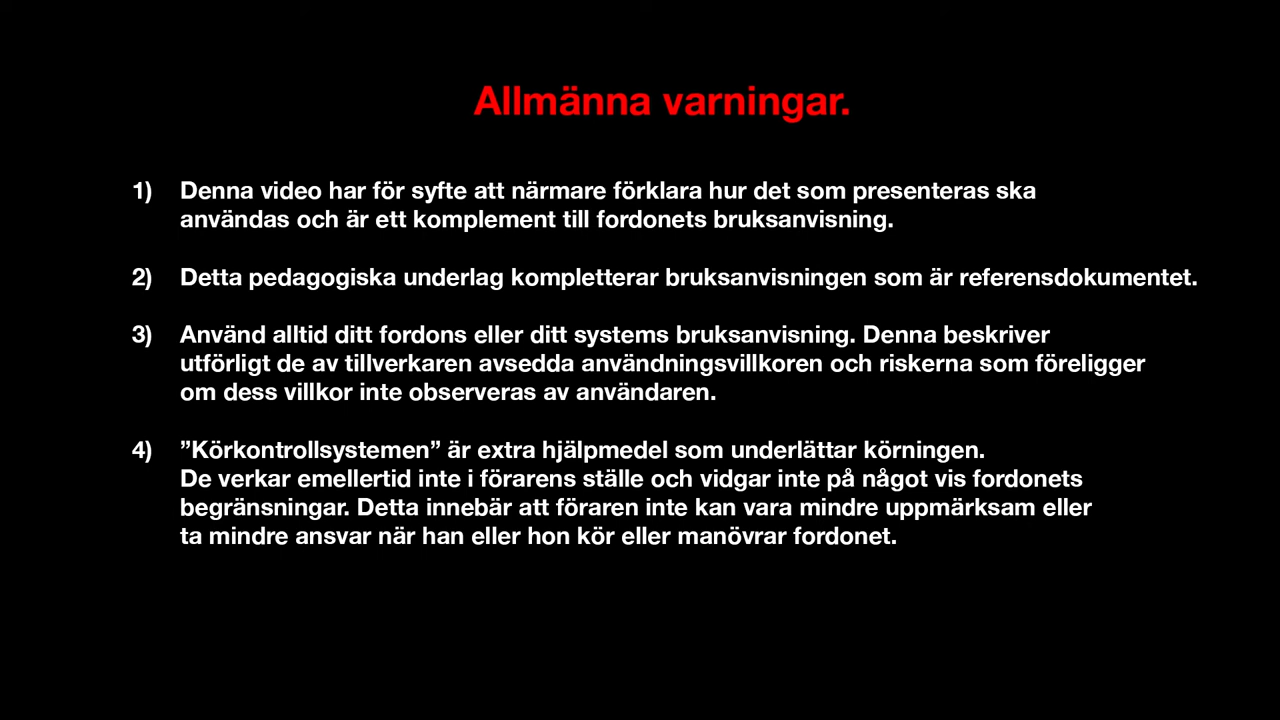 Allmänna varningar.
1) Denna video har för syfte att närmare förklara hur det som presenteras ska
användas och är ett komplement till fordonets bruksanvisning.
2) Detta pedagogiska underlag kompletterar bruksanvisningen som är referensdokumentet.
3) Använd alltid ditt fordons eller ditt systems bruksanvisning. Denna beskriver
utförligt de av tillverkaren avsedda användningsvillkoren och riskerna som föreligger
om dess villkor inte observeras av användaren.
4) ”Körkontrollsystemen” är extra hjälpmedel som underlättar körningen.
De verkar emellertid inte i förarens ställe och vidgar inte på något vis fordonets
begränsningar. Detta innebär att föraren inte kan vara mindre uppmärksam eller
ta mindre ansvar när han eller hon kör eller manövrar fordonet.